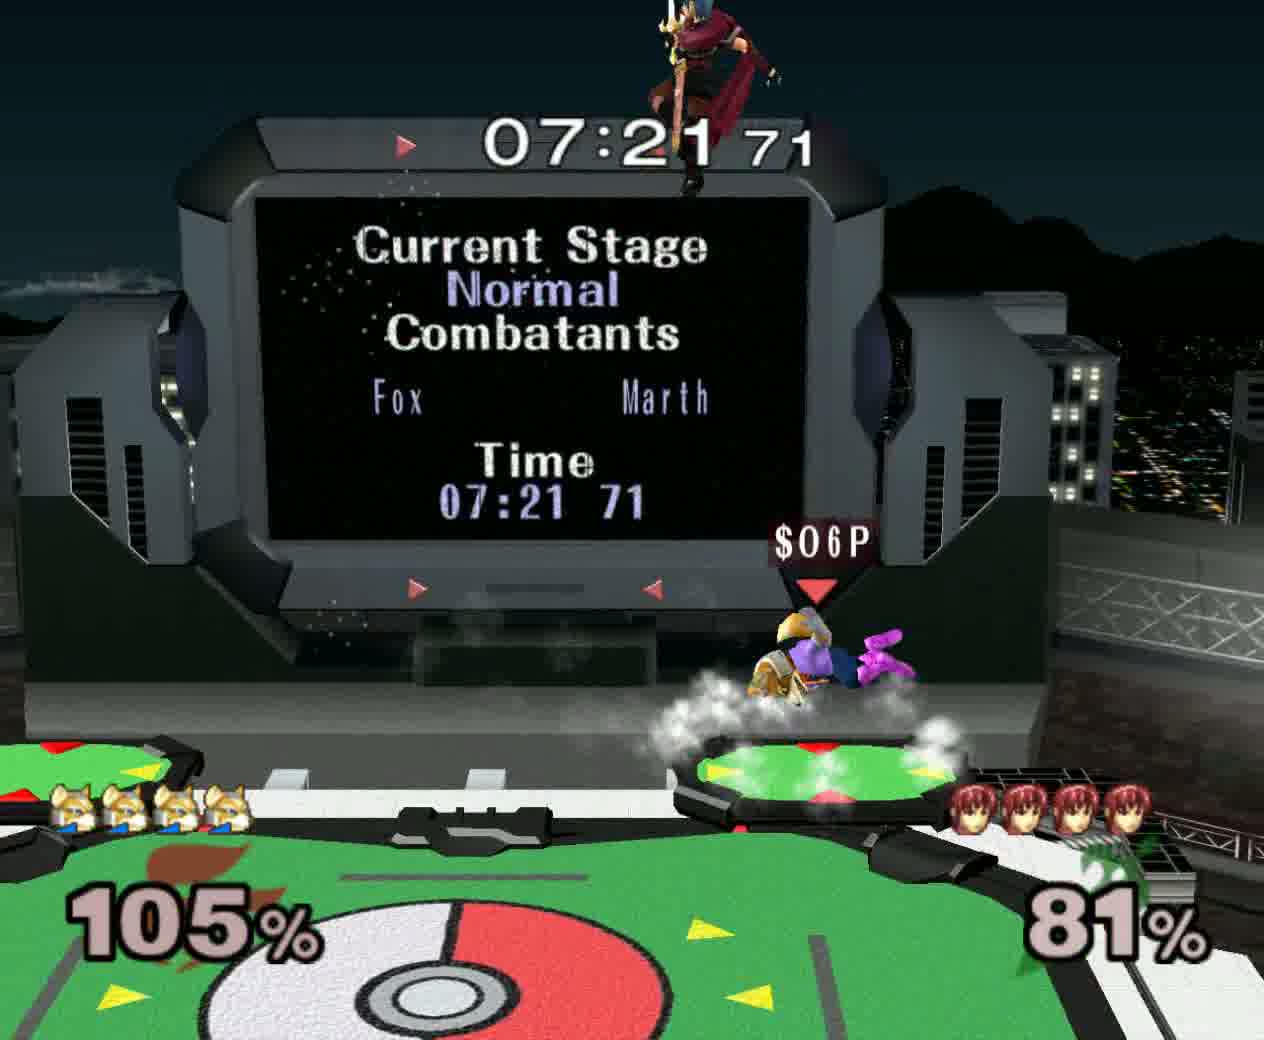 07:21 71
Current Stage
Normal
Combatants
Fox Marth
Time
07:21 71
$06P
105% 81%